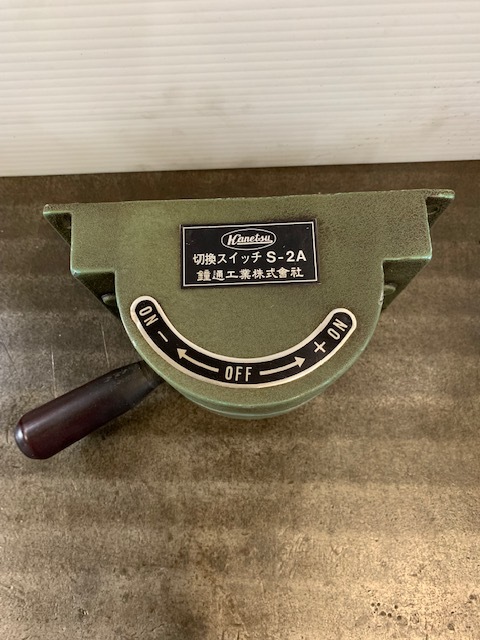 Kanetsu
切換スイッチ S-2A
鐘通工業株式會社
ON − ← OFF → + ON